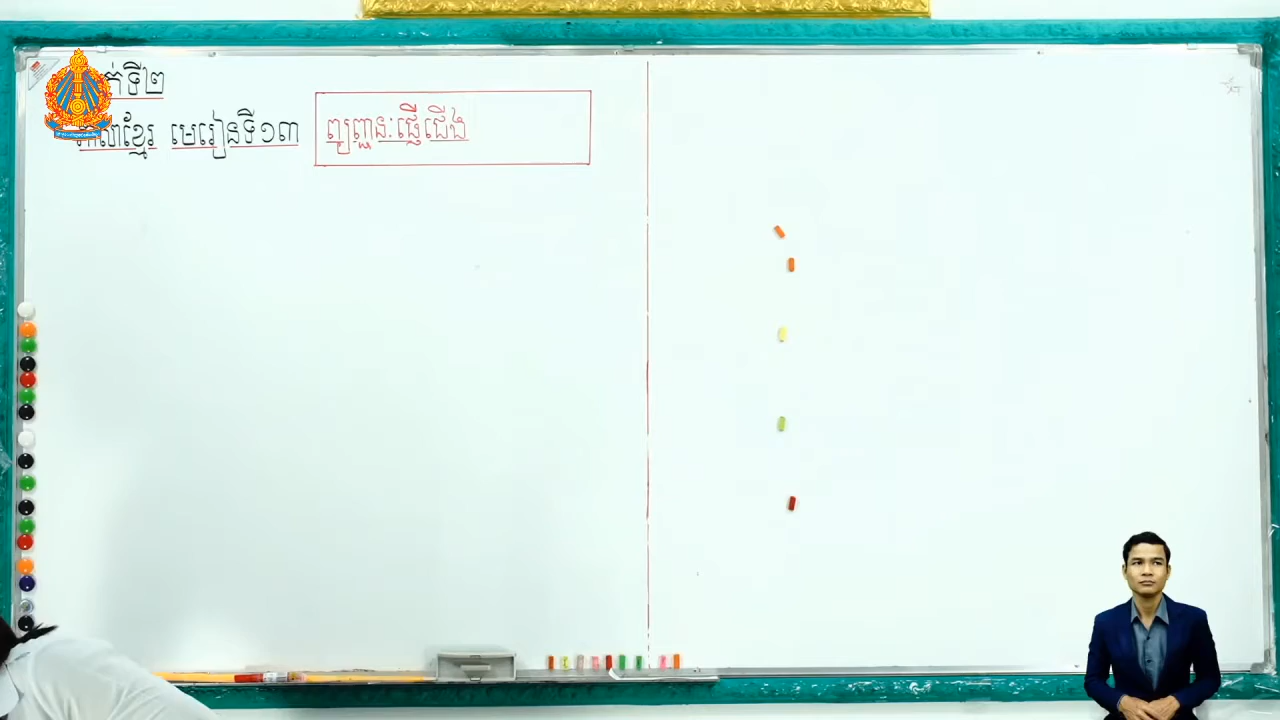 ថ្នាក់ទី២
ភាសាខ្មែរ មេរៀនទី១៣ ព្យញ្ជនៈផ្ញើជើង